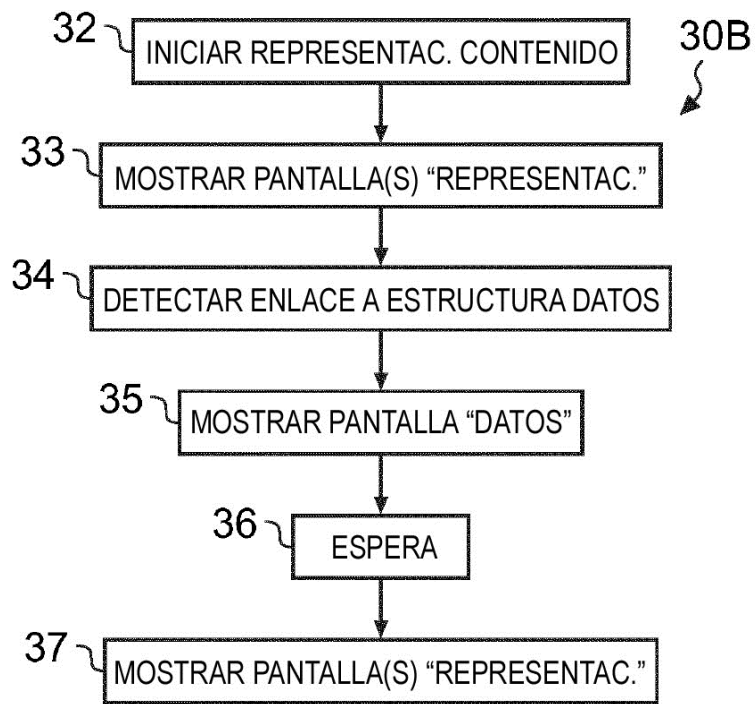 32
INICIAR REPRESENTAC. CONTENIDO
30B
33
MOSTRAR PANTALLA(S) “REPRESENTAC.”
34
DETECTAR ENLACE A ESTRUCTURA DATOS
35
MOSTRAR PANTALLA “DATOS”
36
ESPERA
37
MOSTRAR PANTALLA(S) “REPRESENTAC.”